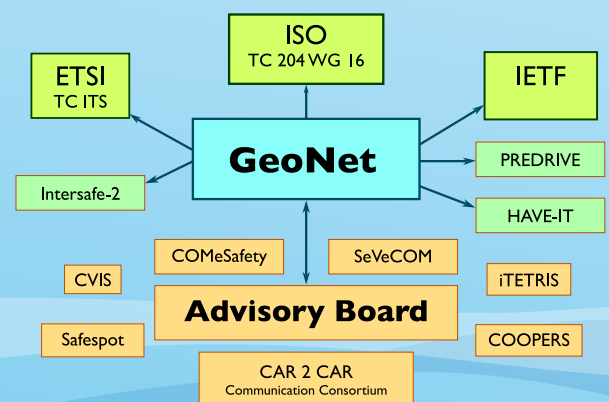 ISO
TC 204 WG 16
ETSI
TC ITS
IETF
GeoNet
PREDRIVE
Intersafe-2
HAVE-IT
COMeSafety
SeVeCOM
CVIS
iTETRIS
Advisory Board
Safespot
COOPERS
CAR 2 CAR
Communication Consortium